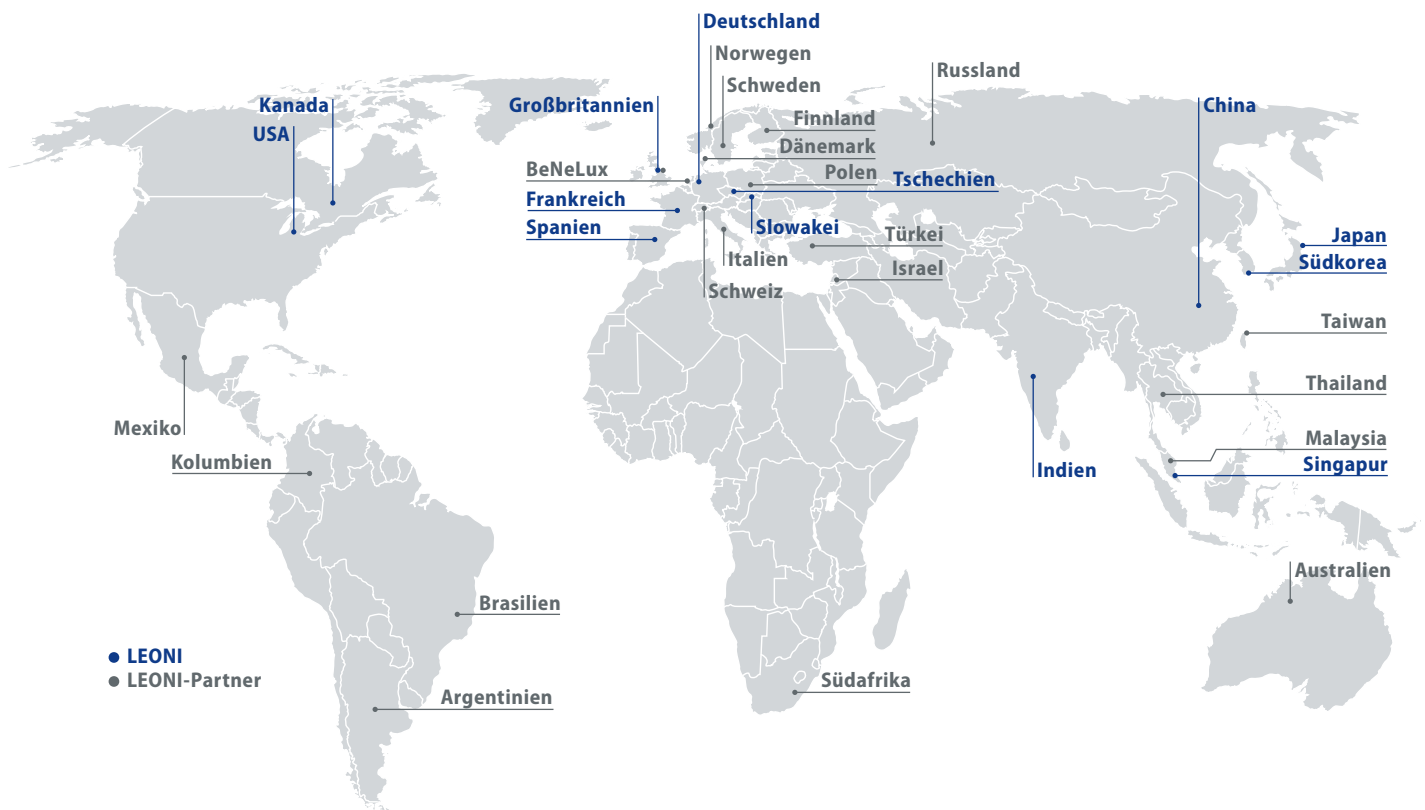 Deutschland
Norwegen
Russland
Schweden
Kanada
Großbritannien
China
USA
Finnland
Dänemark
BeNeLux
Polen
Tschechien
Frankreich
Spanien
Slowakei
Türkei
Japan
Italien
Israel
Südkorea
Schweiz
Taiwan
Thailand
Mexiko
Malaysia
Kolumbien
Indien
Singapur
Australien
Brasilien
LEONI
LEONI-Partner
Südafrika
Argentinien